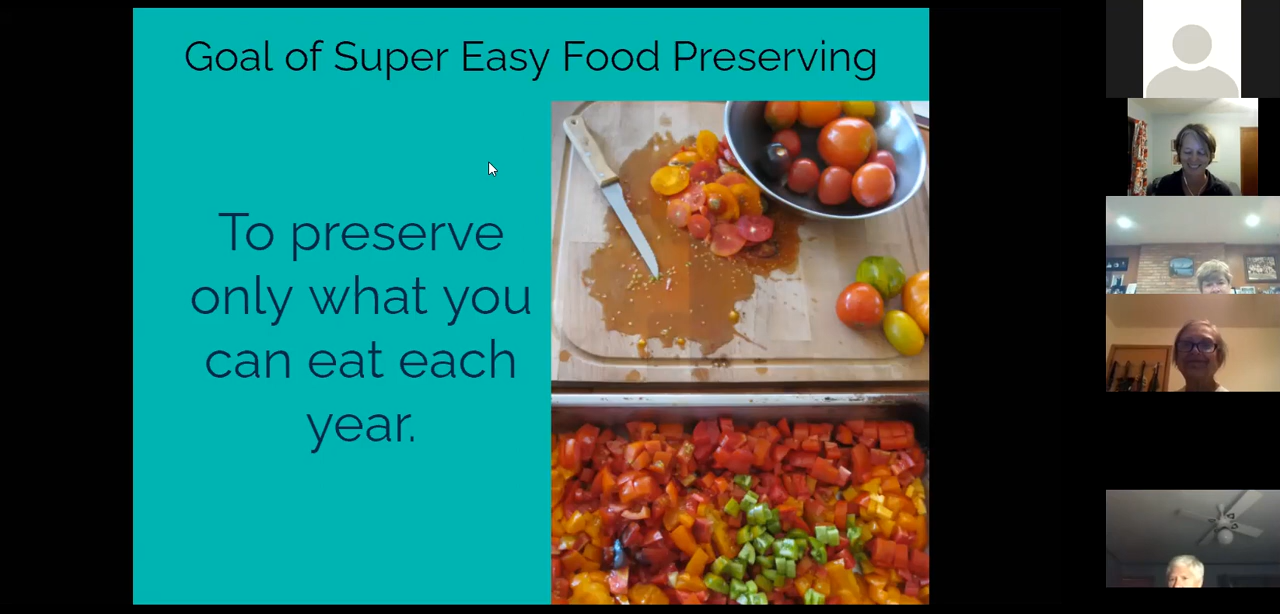 Goal of Super Easy Food Preserving
To preserve
only what you
can eat each
year.